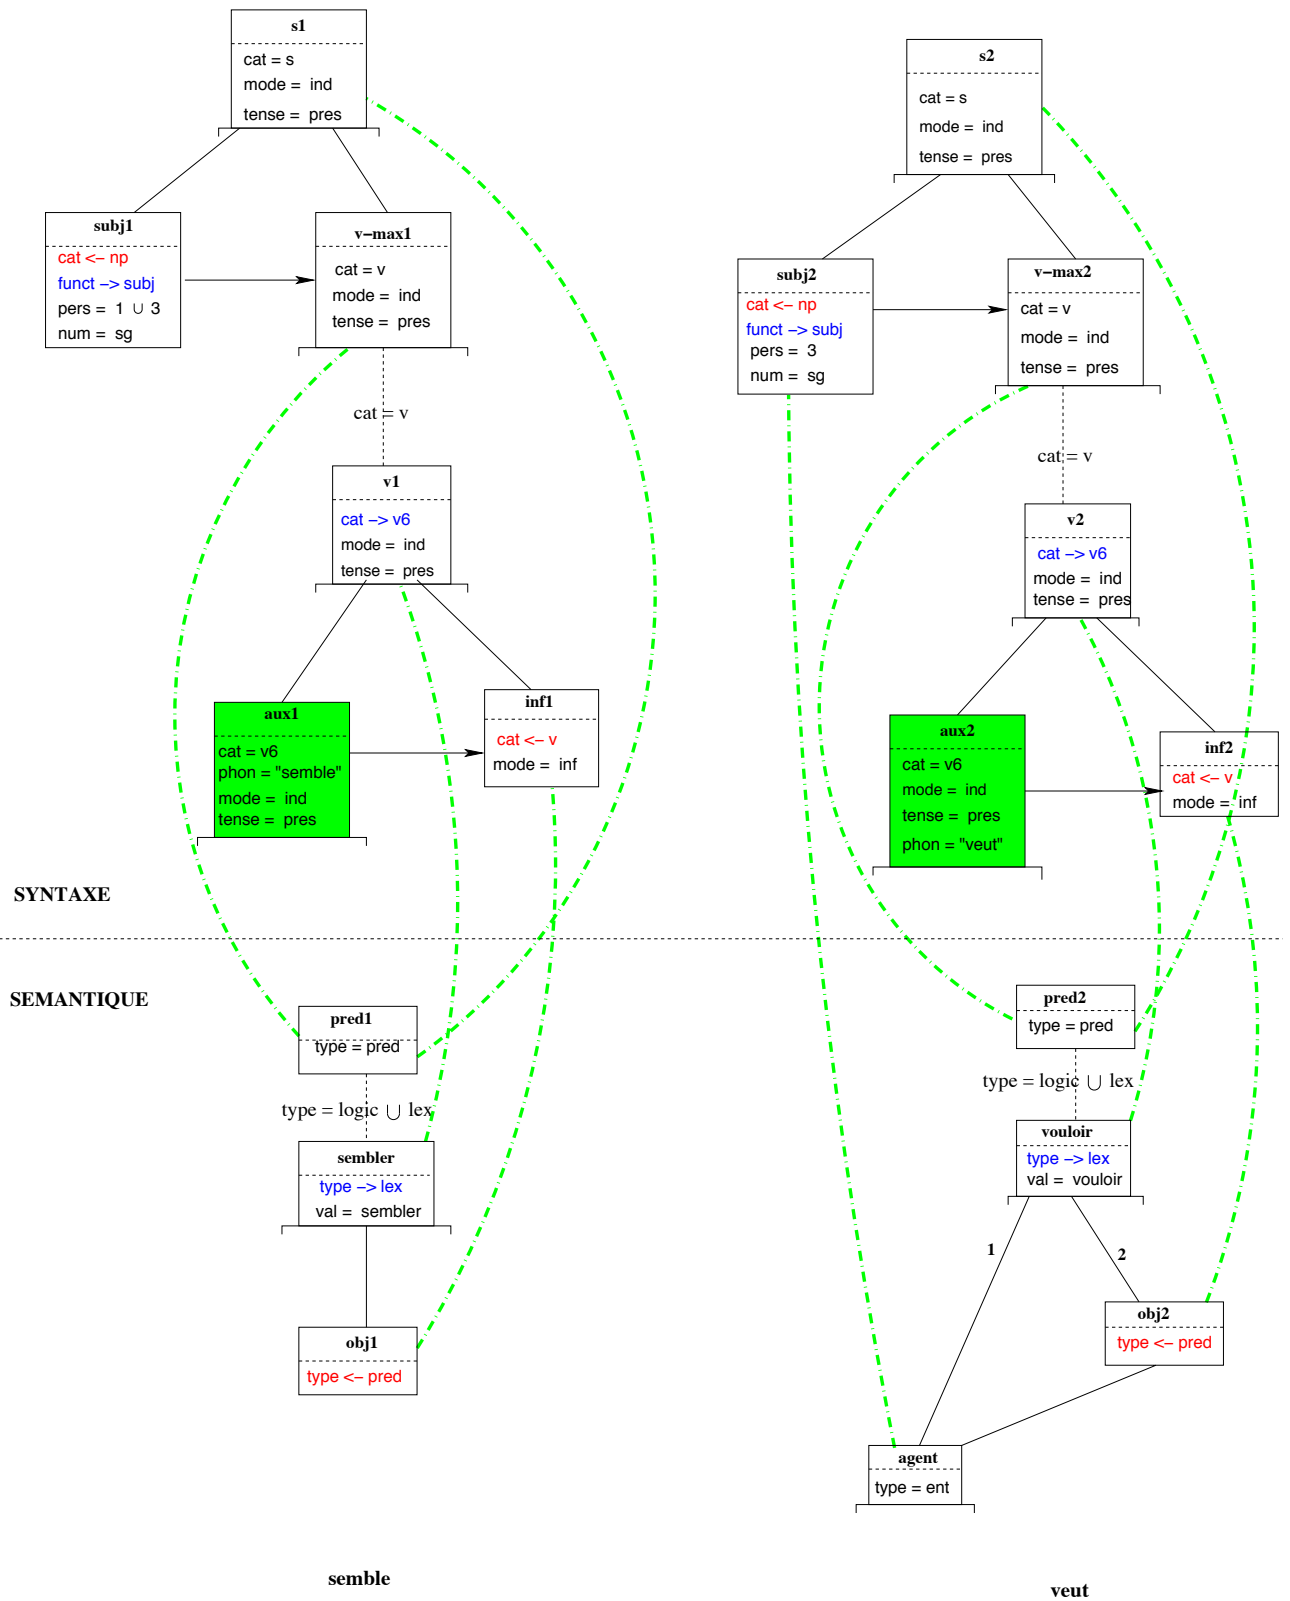 s1
cat = s
mode = ind
tense = pres
subj1
cat <− np
funct −> subj
pers = 1 ∪ 3
num = sg
v−max1
cat = v
mode = ind
tense = pres
cat = v
v1
cat −> v6
mode = ind
tense = pres
aux1
cat = v6
phon = "semble"
mode = ind
tense = pres
inf1
cat <− v
mode = inf
s2
cat = s
mode = ind
tense = pres
subj2
cat <− np
funct −> subj
pers = 3
num = sg
v−max2
cat = v
mode = ind
tense = pres
cat = v
v2
cat −> v6
mode = ind
tense = pres
aux2
cat = v6
mode = ind
tense = pres
phon = "veut"
inf2
cat <− v
mode = inf
SYNTAXE
SEMANTIQUE
pred1
type = pred
type = logic ∪ lex
sembler
type −> lex
val = sembler
obj1
type <− pred
semble
pred2
type = pred
type = logic ∪ lex
vouloir
type −> lex
val = vouloir
1
2
obj2
type <− pred
agent
type = ent
veut